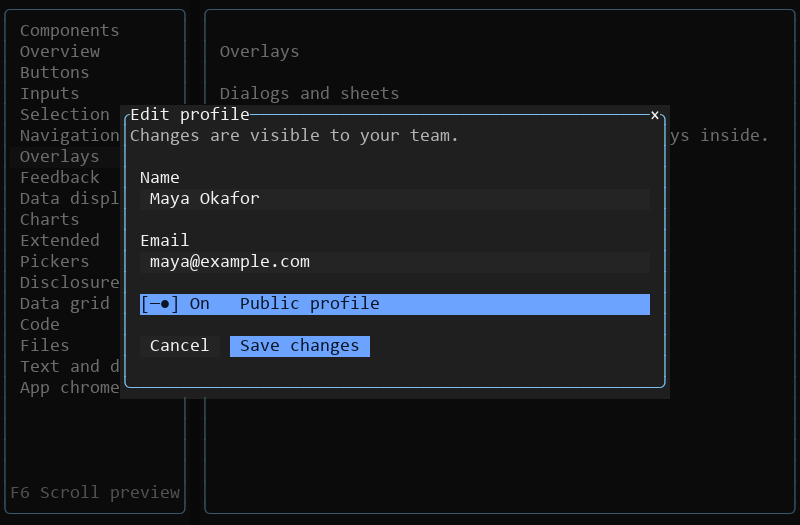 Components
Overview
Buttons
Inputs
Selection
Navigation
Overlays
Feedback
Data displ
Charts
Extended
Pickers
Disclosure
Data grid
Code
Files
Text and d
App chrome
F6 Scroll preview
Overlays
Dialogs and sheets
ys inside.
Edit profile ×
Changes are visible to your team.
Name
Maya Okafor
Email
maya@example.com
[─●] On Public profile
Cancel Save changes